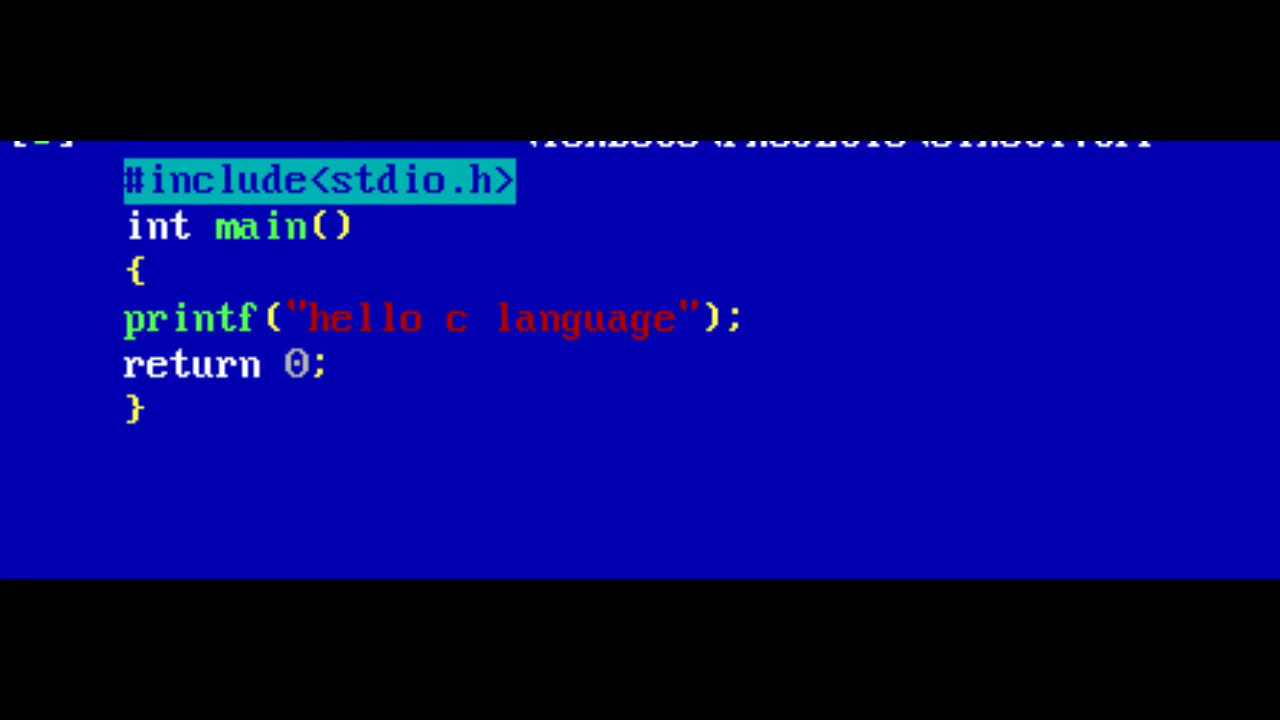 #include<stdio.h>
int main()
{
printf("hello c language");
return 0;
}